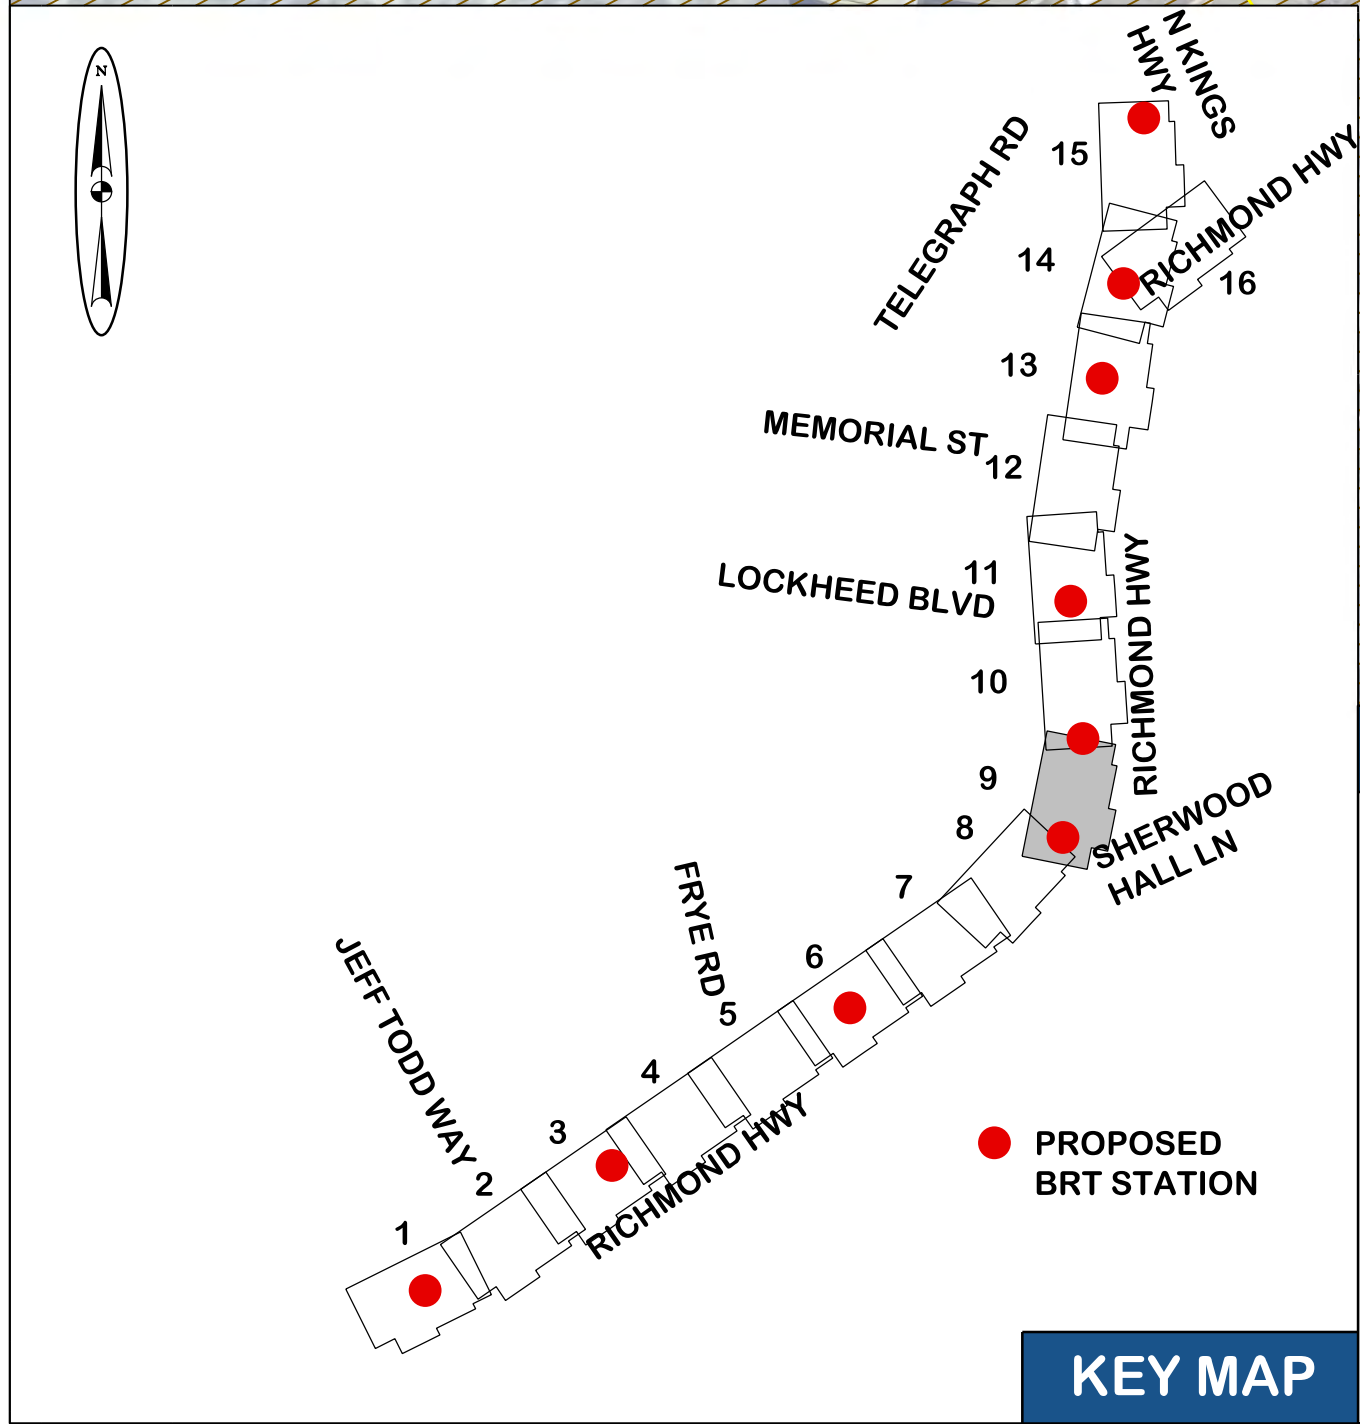 N
N KINGS
HWY
15
TELEGRAPH RD
RICHMOND HWY
14
16
13
MEMORIAL ST
12
LOCKHEED BLVD
11
RICHMOND HWY
10
9
SHERWOOD
HALL LN
8
7
FRYE RD
6
5
JEFF TODD WAY
4
3
RICHMOND HWY
2
1
PROPOSED
BRT STATION
KEY MAP